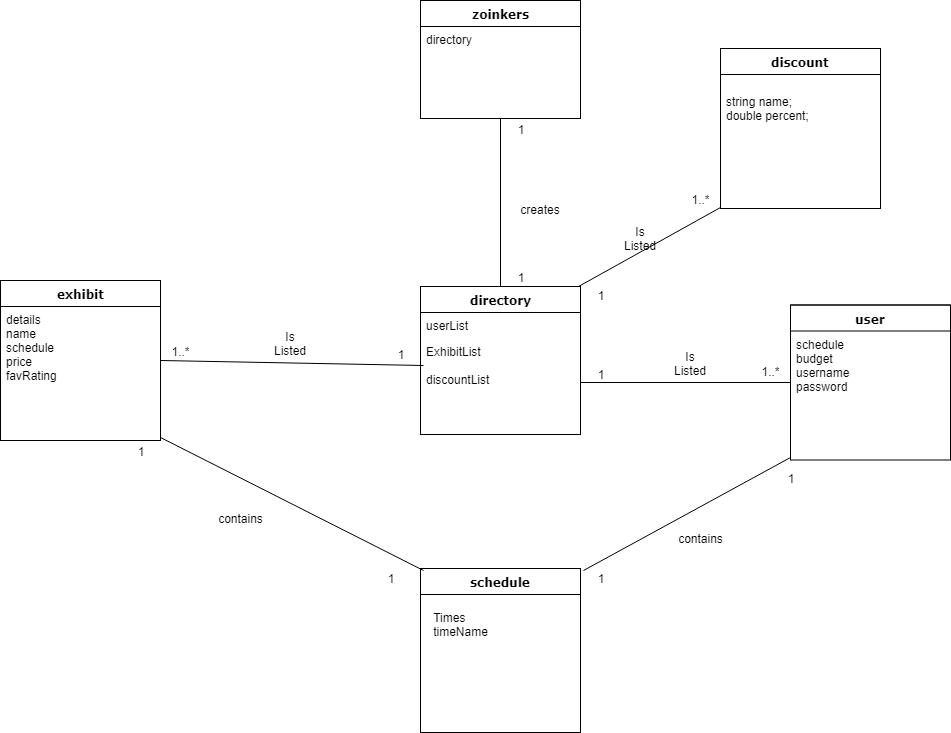 zoinkers
directory
1
creates
1
discount
string name;
double percent;
1..*
Is
Listed
1
exhibit
details
name
schedule
price
favRating
1..*
Is
Listed
1
directory
userList
ExhibitList
discountList
1
Is
Listed
1..*
user
schedule
budget
username
password
1
contains
1
1
contains
1
schedule
Times
timeName